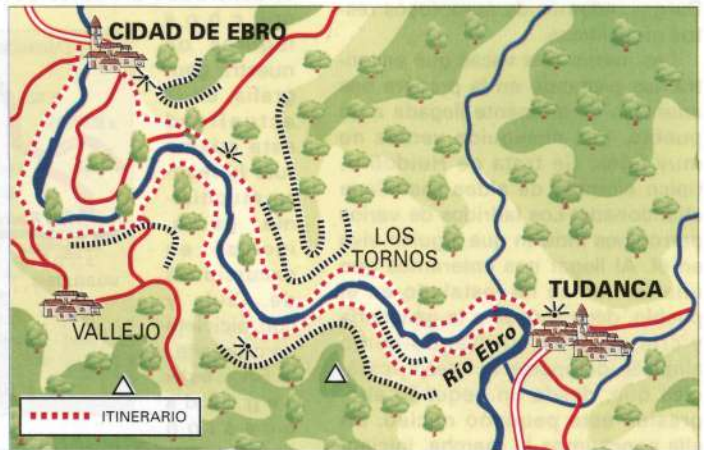 CIDAD DE EBRO
LOS
TORNOS
TUDANCA
VALLEJO
Río Ebro
ITINERARIO